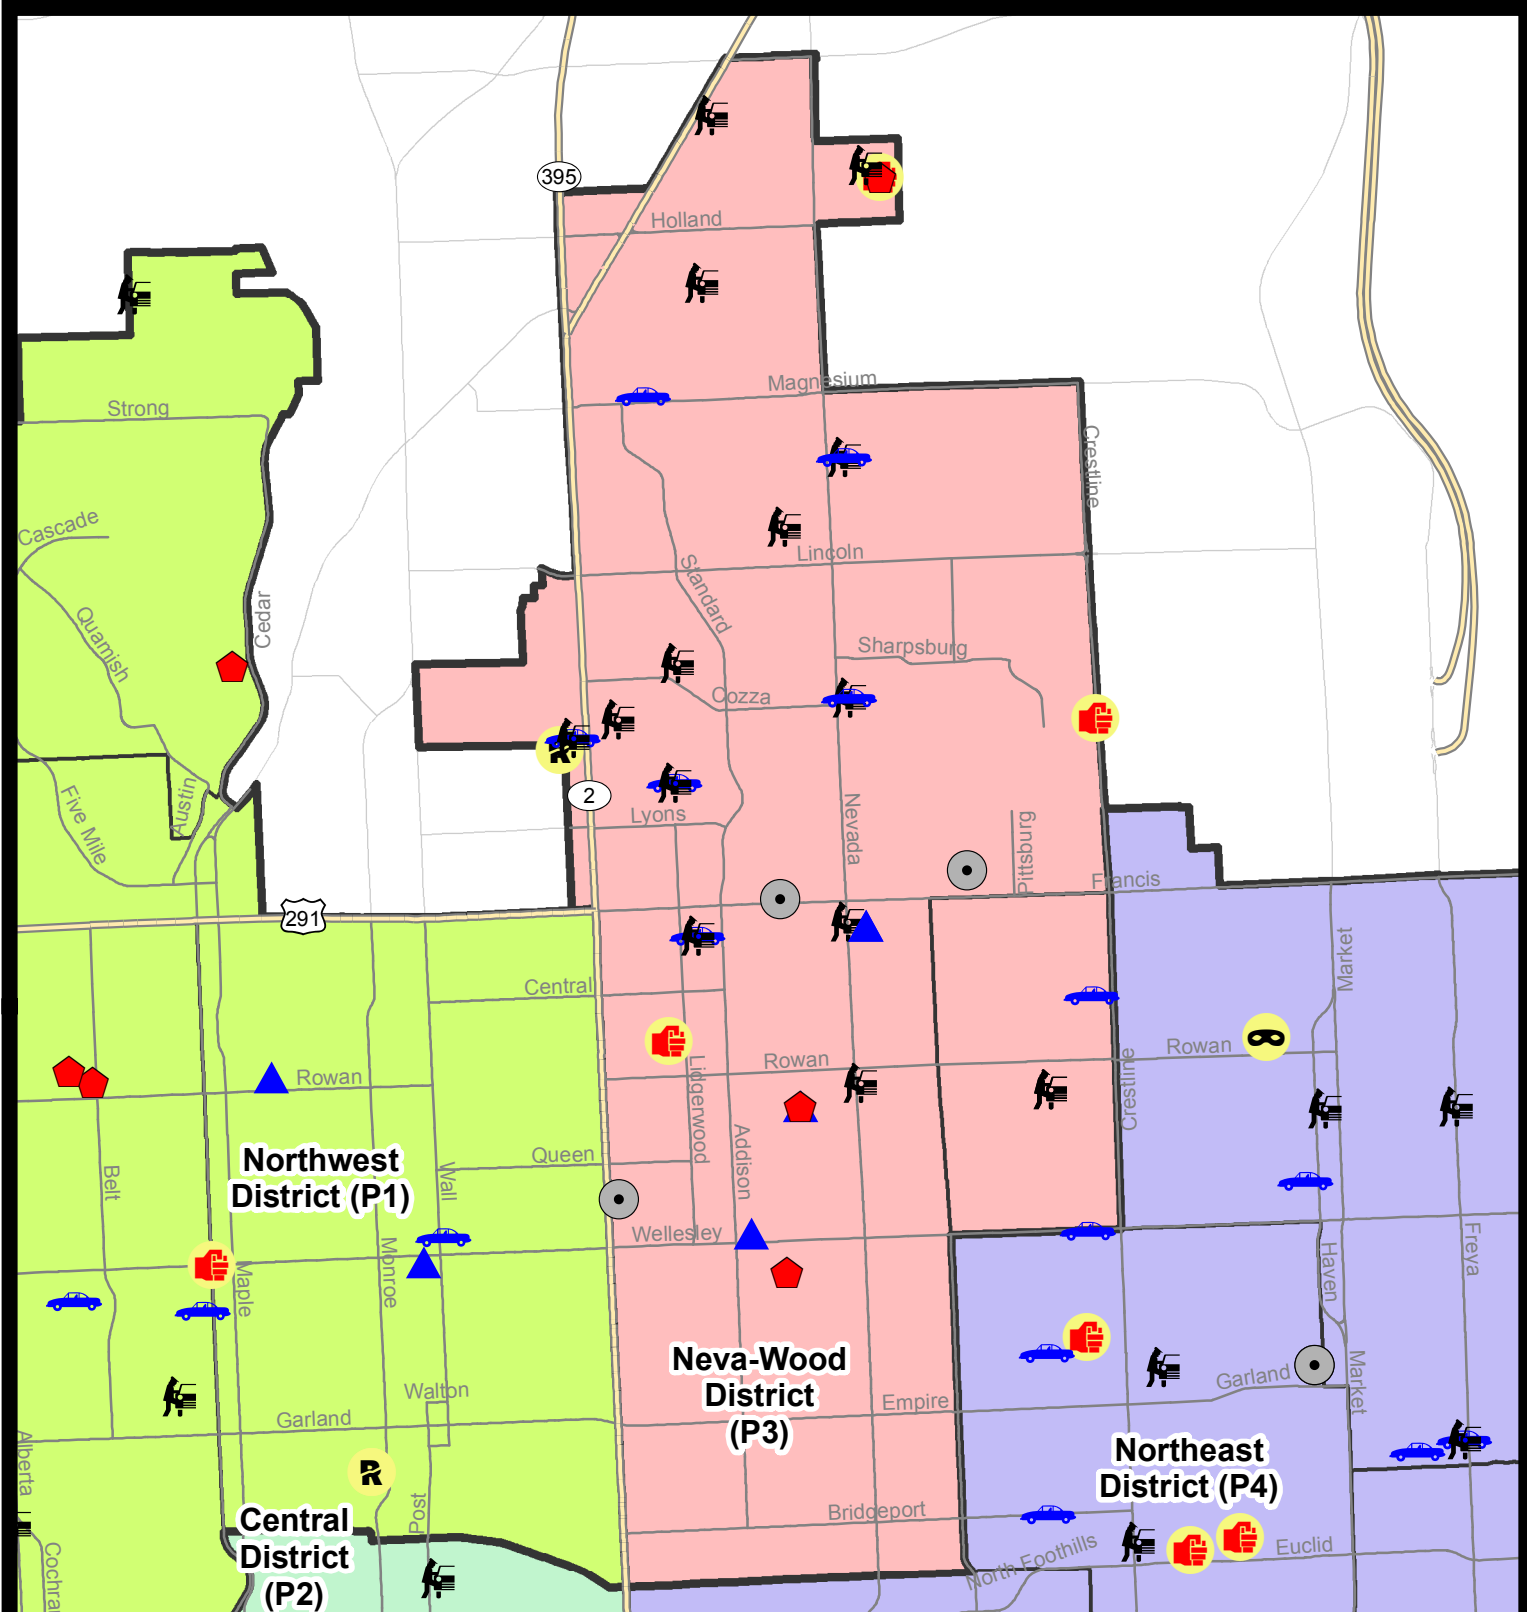 395
Holland
Magnesium
Strong
Crestline
Cascade
Lincoln
Standard
Quamish
Cedar
Sharpsburg
Cozza
Five Mile
Austin
2
Lyons
Nevada
Pittsburg
Francis
291
Central
Market
Rowan
Rowan
Rowan
Lidgerwood
Crestline
Addison
Queen
Northwest
District (P1)
Belt
Wall
Wellesley
Maple
Monroe
Haven
Freya
Neva-Wood
District
(P3)
Walton
Garland
Empire
Garland
Market
Alberta
Northeast
District (P4)
Post
Bridgeport
Central
District
(P2)
North Foothills
Euclid
R